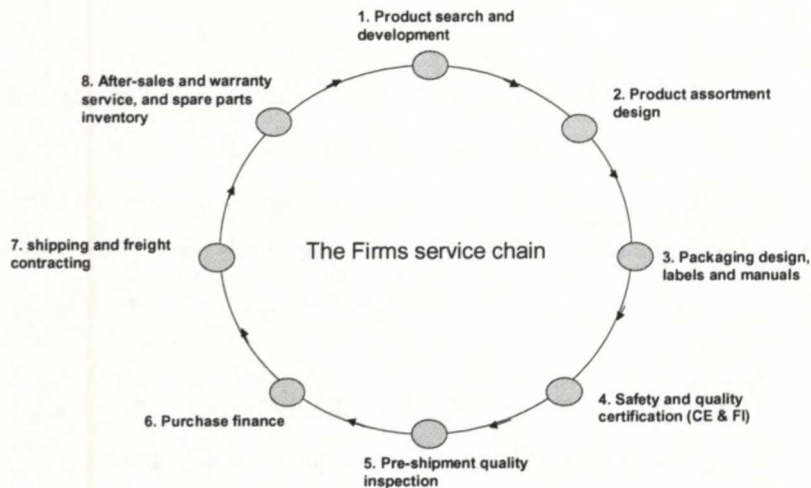 1. Product search and
development
2. Product assortment
design
3. Packaging design,
labels and manuals
4. Safety and quality
certification (CE & FI)
5. Pre-shipment quality
inspection
6. Purchase finance
7. shipping and freight
contracting
8. After-sales and warranty
service, and spare parts
inventory
The Firms service chain